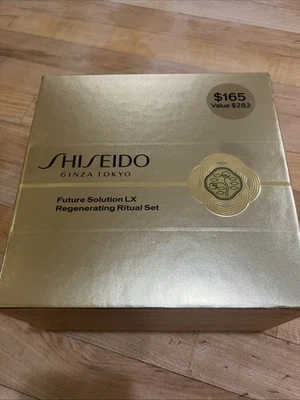 $165
Value $282
SHISEIDO
GINZA TOKYO
Future Solution LX
Regenerating Ritual Set